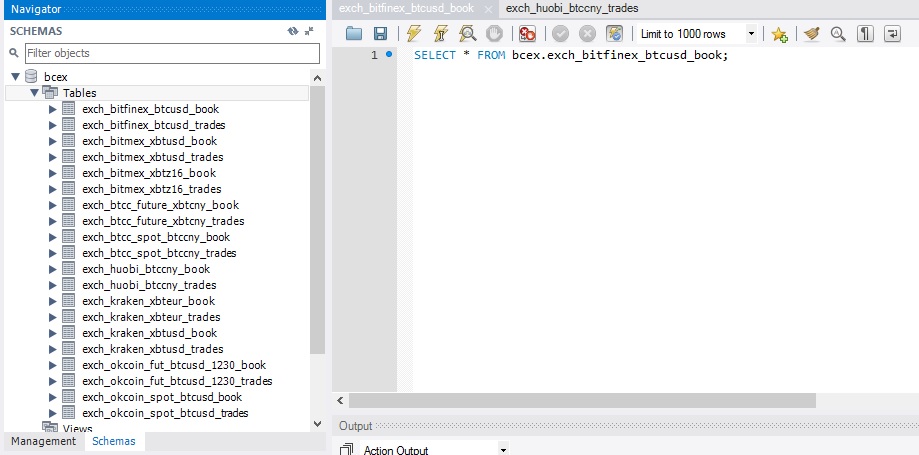 Navigator
SCHEMAS
Filter objects
bcex
Tables
exch_bitfinex_btcusd_book
exch_bitfinex_btcusd_trades
exch_bitmex_xbtusd_book
exch_bitmex_xbtusd_trades
exch_bitmex_xbtz16_book
exch_bitmex_xbtz16_trades
exch_btcc_future_xbtcny_book
exch_btcc_future_xbtcny_trades
exch_btcc_spot_btccny_book
exch_btcc_spot_btccny_trades
exch_huobi_btccny_book
exch_huobi_btccny_trades
exch_kraken_xbteur_book
exch_kraken_xbteur_trades
exch_kraken_xbtusd_book
exch_kraken_xbtusd_trades
exch_okcoin_fut_btcusd_1230_book
exch_okcoin_fut_btcusd_1230_trades
exch_okcoin_spot_btcusd_book
exch_okcoin_spot_btcusd_trades
Views
Management Schemas
exch_bitfinex_btcusd_book exch_huobi_btccny_trades
Limit to 1000 rows
1 SELECT * FROM bcex.exch_bitfinex_btcusd_book;
Output
Action Output